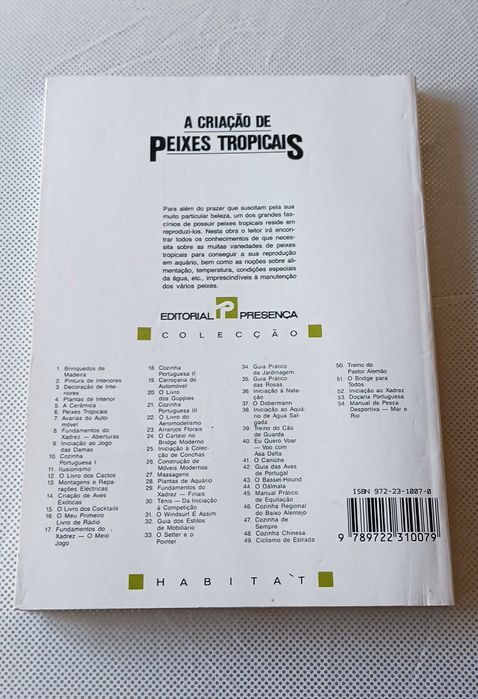 A CRIAÇÃO DE
PEIXES TROPICAIS
Para além do prazer que suscitam pela sua
muito particular beleza, um dos grandes fas-
cínios de possuir peixes tropicais reside em
reproduzi-los. Nesta obra o leitor irá encon-
trar todos os conhecimentos de que neces-
sita sobre as muitas variedades de peixes
tropicais para conseguir a sua reprodução
em aquário, bem como as noções sobre ali-
mentação, temperatura, condições especiais
da água, etc., imprescindíveis à manutenção
dos vários peixes.
EDITORIAL P PRESENÇA
COLECÇÃO
1. Brinquedos de
Madeira
2. Pintura de Interiores
3. Decoração de Inte-
riores
4. Plantas de Interior
5. A Cerâmica
6. Peixes Tropicais
7. Avarias do Auto-
móvel
8. Fundamentos do
Xadrez — Aberturas
9. Iniciação ao Jogo
das Damas
10. Cozinha
Portuguesa I
11. Ilusionismo
12. O Livro dos Cactos
13. Montagens e Repa-
rações Eléctricas
14. Criação de Aves
Exóticas
15. O Livro dos Cocktails
16. O Meu Primeiro
Livro de Rádio
17. Fundamentos do
Xadrez — O Meio
Jogo
18. Cozinha
Portuguesa II
19. Carroçaria do
Automóvel
20. O Livro
dos Guppies
21. Cozinha
Portuguesa III
22. O Livro do
Aeromodelismo
23. Arranjos Florais
24. O Carteio no
Bridge Moderno
25. Iniciação à Colec-
ção de Conchas
26. Construção de
Móveis Modernos
27. Massagens
28. Plantas de Aquário
29. Fundamentos do
Xadrez — Finais
30. Ténis — Da Iniciação
à Competição
31. O Windsurf É Assim
32. Guia dos Estilos
de Mobiliário
33. O Setter e o
Pointer
34. Guia Prático
da Jardinagem
35. Guia Prático
das Rosas
36. Iniciação à Nata-
ção
37. O Dobermann
38. Iniciação ao Aquá-
rio de Água Sal-
gada
39. Treino do Cão
de Guarda
40. Eu Quero Voar
— Voo com
Asa Delta
41. O Caniche
42. Guia das Aves
de Portugal
43. O Basset-Hound
44. O Dálmata
45. Manual Prático
de Equitação
46. Cozinha Regional
do Baixo Alentejo
47. Cozinha de
Sempre
48. Cozinha Chinesa
49. Ciclismo de Estrada
50. Treino do
Pastor Alemão
51. O Bridge para
Todos
52. Iniciação ao Xadrez
53. Doçaria Portuguesa
54. Manual de Pesca
Desportiva — Mar e
Rio
ISBN 972-23-1007-0
9 789722 310079
HABITAT